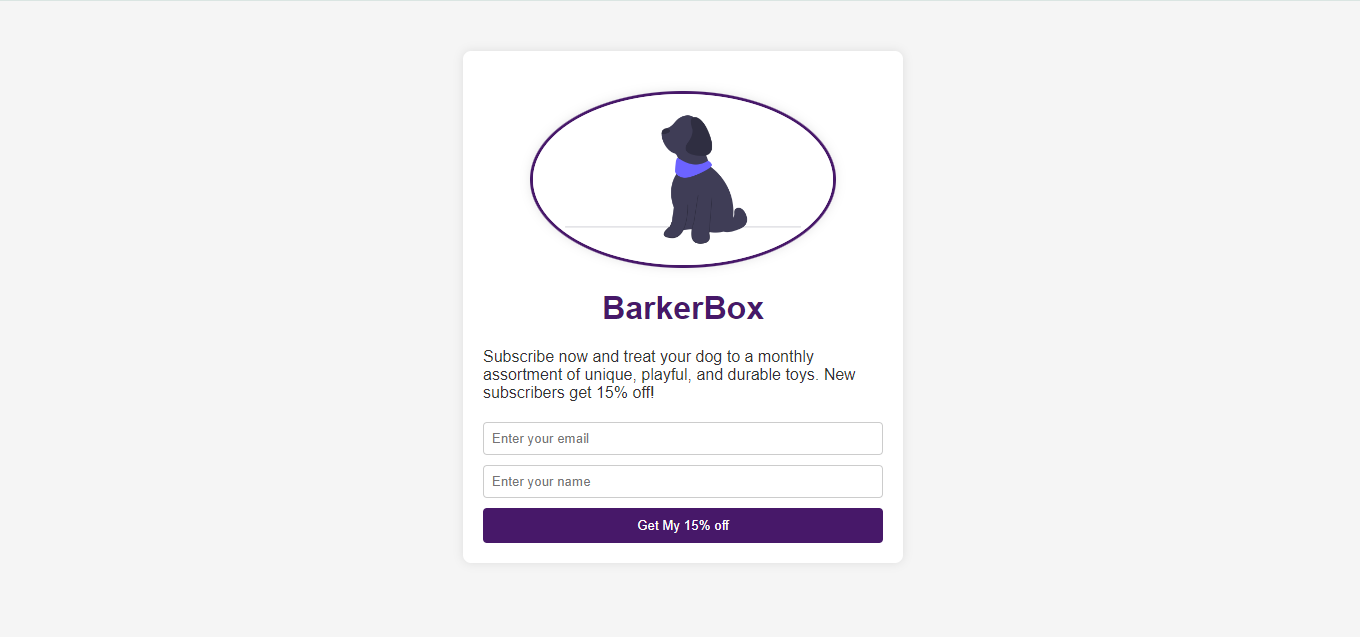 BarkerBox
Subscribe now and treat your dog to a monthly
assortment of unique, playful, and durable toys. New
subscribers get 15% off!
Enter your email
Enter your name
Get My 15% off